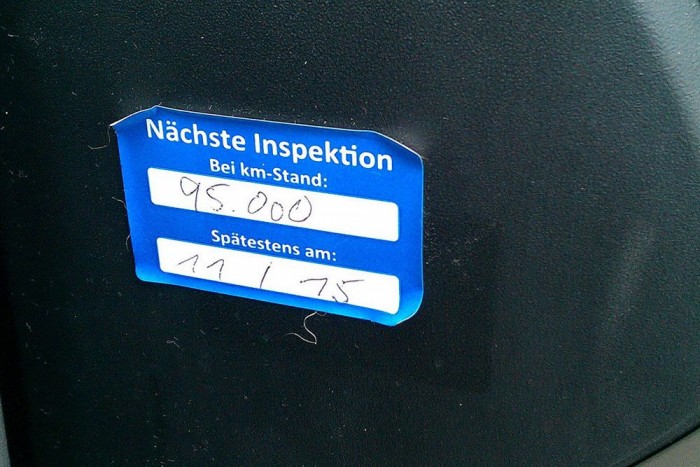 Nächste Inspektion
Bei km-Stand:
95.000
Spätestens am:
11 / 15